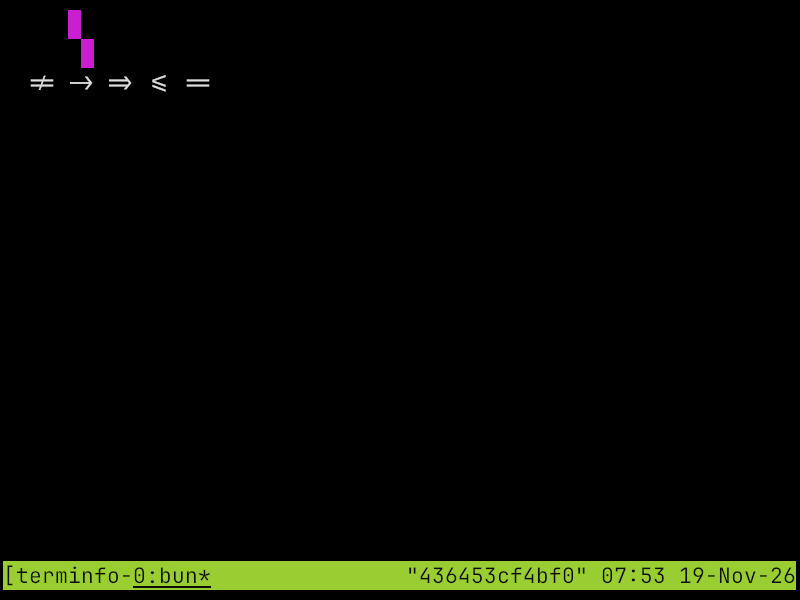 ≠ → ⇒ ⩽ ==
[terminfo-0:bun* "436453cf4bf0" 07:53 19-Nov-26